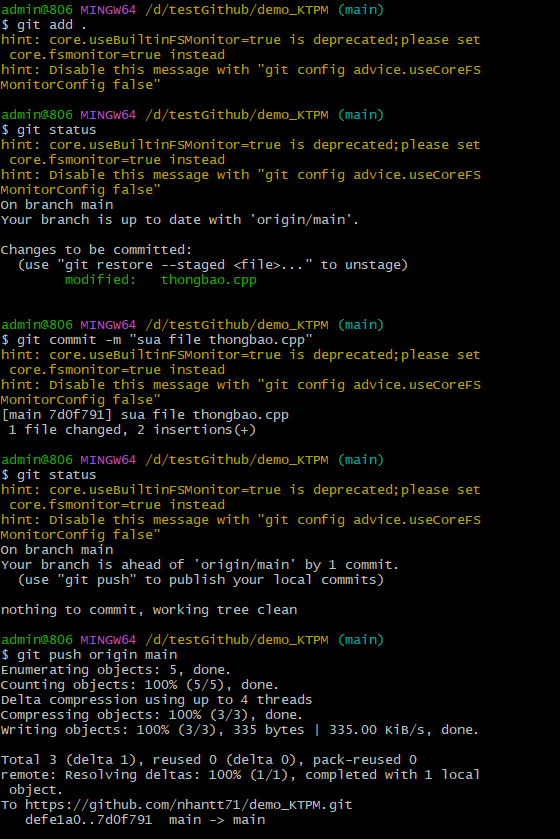 admin@806 MINGW64 /d/testGithub/demo_KTPM (main)
$ git add .
hint: core.useBuiltinFSMonitor=true is deprecated;please set
 core.fsmonitor=true instead
hint: Disable this message with "git config advice.useCoreFS
MonitorConfig false"

admin@806 MINGW64 /d/testGithub/demo_KTPM (main)
$ git status
hint: core.useBuiltinFSMonitor=true is deprecated;please set
 core.fsmonitor=true instead
hint: Disable this message with "git config advice.useCoreFS
MonitorConfig false"
On branch main
Your branch is up to date with 'origin/main'.

Changes to be committed:
  (use "git restore --staged <file>..." to unstage)
        modified:   thongbao.cpp


admin@806 MINGW64 /d/testGithub/demo_KTPM (main)
$ git commit -m "sua file thongbao.cpp"
hint: core.useBuiltinFSMonitor=true is deprecated;please set
 core.fsmonitor=true instead
hint: Disable this message with "git config advice.useCoreFS
MonitorConfig false"
[main 7d0f791] sua file thongbao.cpp
 1 file changed, 2 insertions(+)

admin@806 MINGW64 /d/testGithub/demo_KTPM (main)
$ git status
hint: core.useBuiltinFSMonitor=true is deprecated;please set
 core.fsmonitor=true instead
hint: Disable this message with "git config advice.useCoreFS
MonitorConfig false"
On branch main
Your branch is ahead of 'origin/main' by 1 commit.
  (use "git push" to publish your local commits)

nothing to commit, working tree clean

admin@806 MINGW64 /d/testGithub/demo_KTPM (main)
$ git push origin main
Enumerating objects: 5, done.
Counting objects: 100% (5/5), done.
Delta compression using up to 4 threads
Compressing objects: 100% (3/3), done.
Writing objects: 100% (3/3), 335 bytes | 335.00 KiB/s, done.

Total 3 (delta 1), reused 0 (delta 0), pack-reused 0
remote: Resolving deltas: 100% (1/1), completed with 1 local
 object.
To https://github.com/nhantt71/demo_KTPM.git
   defe1a0..7d0f791  main -> main